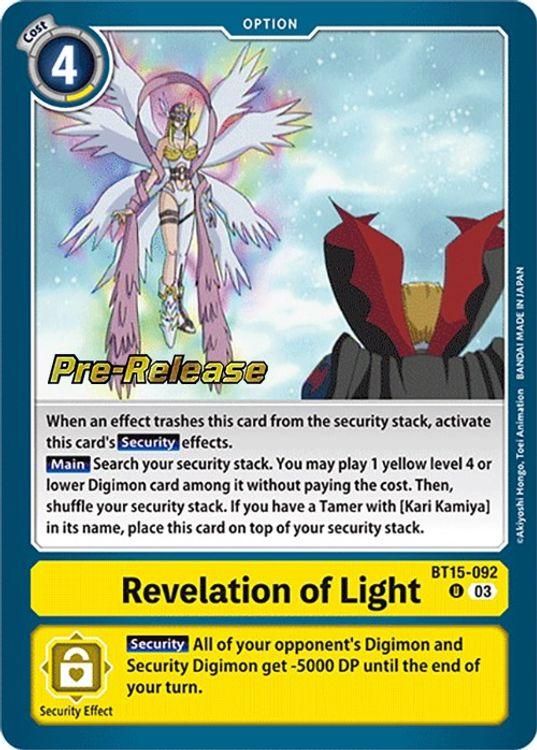 OPTION
Cost
4
Pre-Release
When an effect trashes this card from the security stack, activate
this card's [Security] effects.
[Main] Search your security stack. You may play 1 yellow level 4 or
lower Digimon card among it without paying the cost. Then,
shuffle your security stack. If you have a Tamer with [Kari Kamiya]
in its name, place this card on top of your security stack.
©Akiyoshi Hongo, Toei Animation BANDAI MADE IN JAPAN
BT15-092
Revelation of Light U 03
[Security] All of your opponent's Digimon and
Security Digimon get -5000 DP until the end of
your turn.
Security Effect